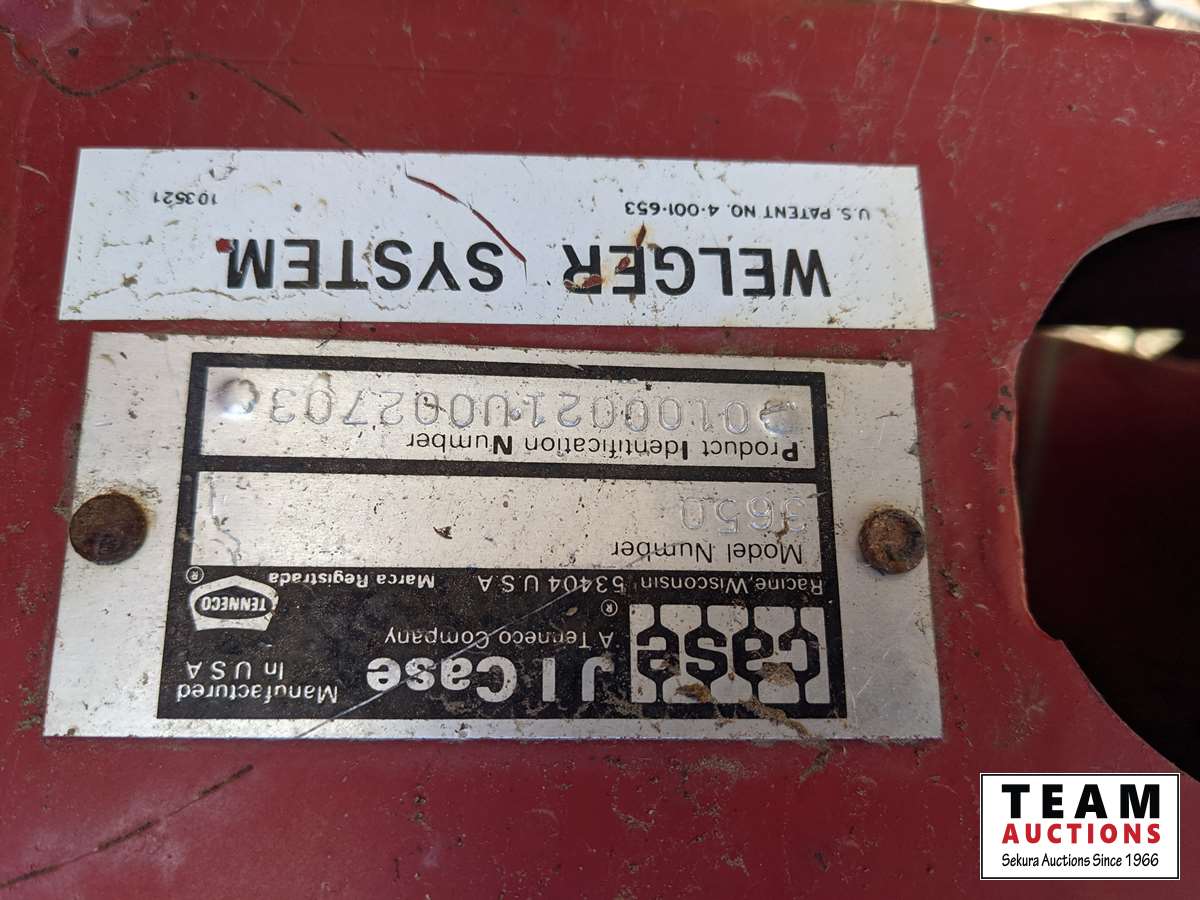 Case
J I Case
A Tenneco Company ®
Manufactured
In U S A
TENNECO ®
Racine, Wisconsin 53404 U S A
Marca Registrada
Model Number
3650
Product Identification Number
0100021U002703
WELGER SYSTEM
U.S. PATENT NO. 4-001-653
103521
TEAM
AUCTIONS
Sekura Auctions Since 1966